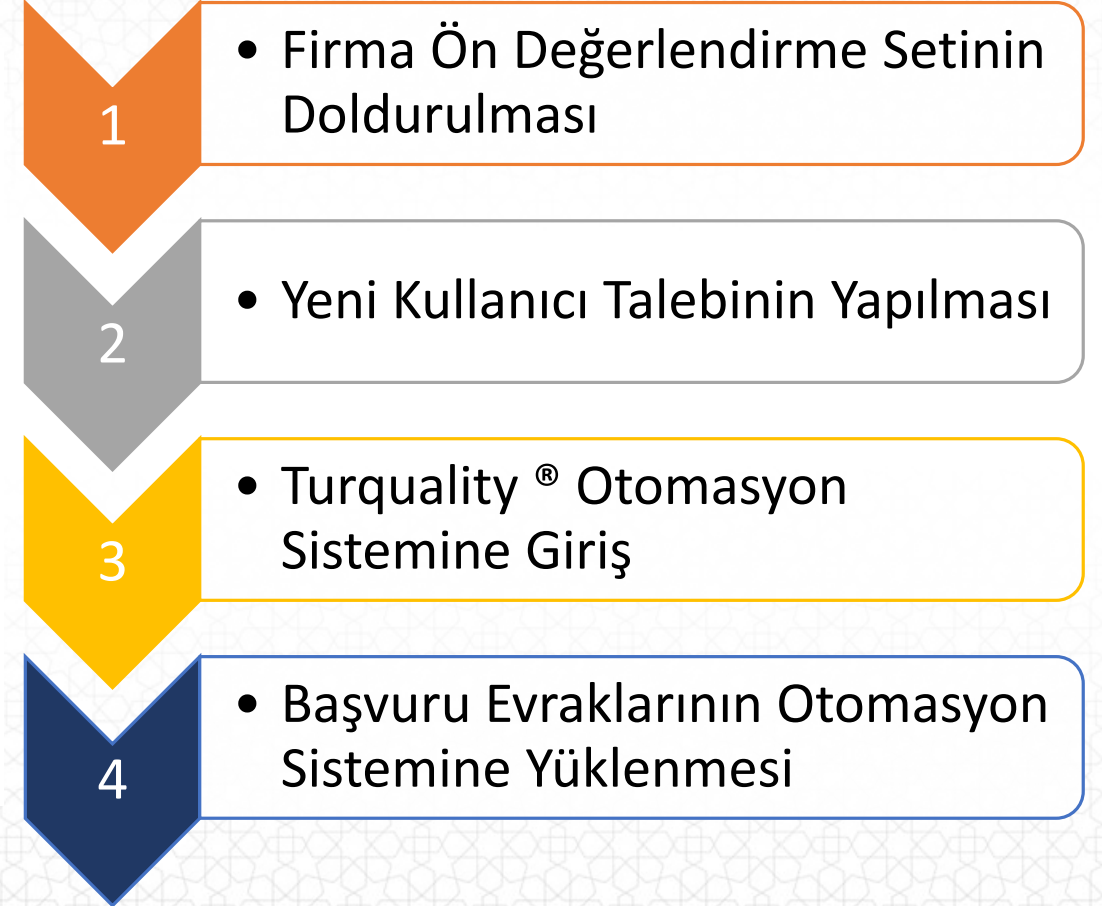 1
• Firma Ön Değerlendirme Setinin
Doldurulması
2
• Yeni Kullanıcı Talebinin Yapılması
3
• Turquality ® Otomasyon
Sistemine Giriş
4
• Başvuru Evraklarının Otomasyon
Sistemine Yüklenmesi